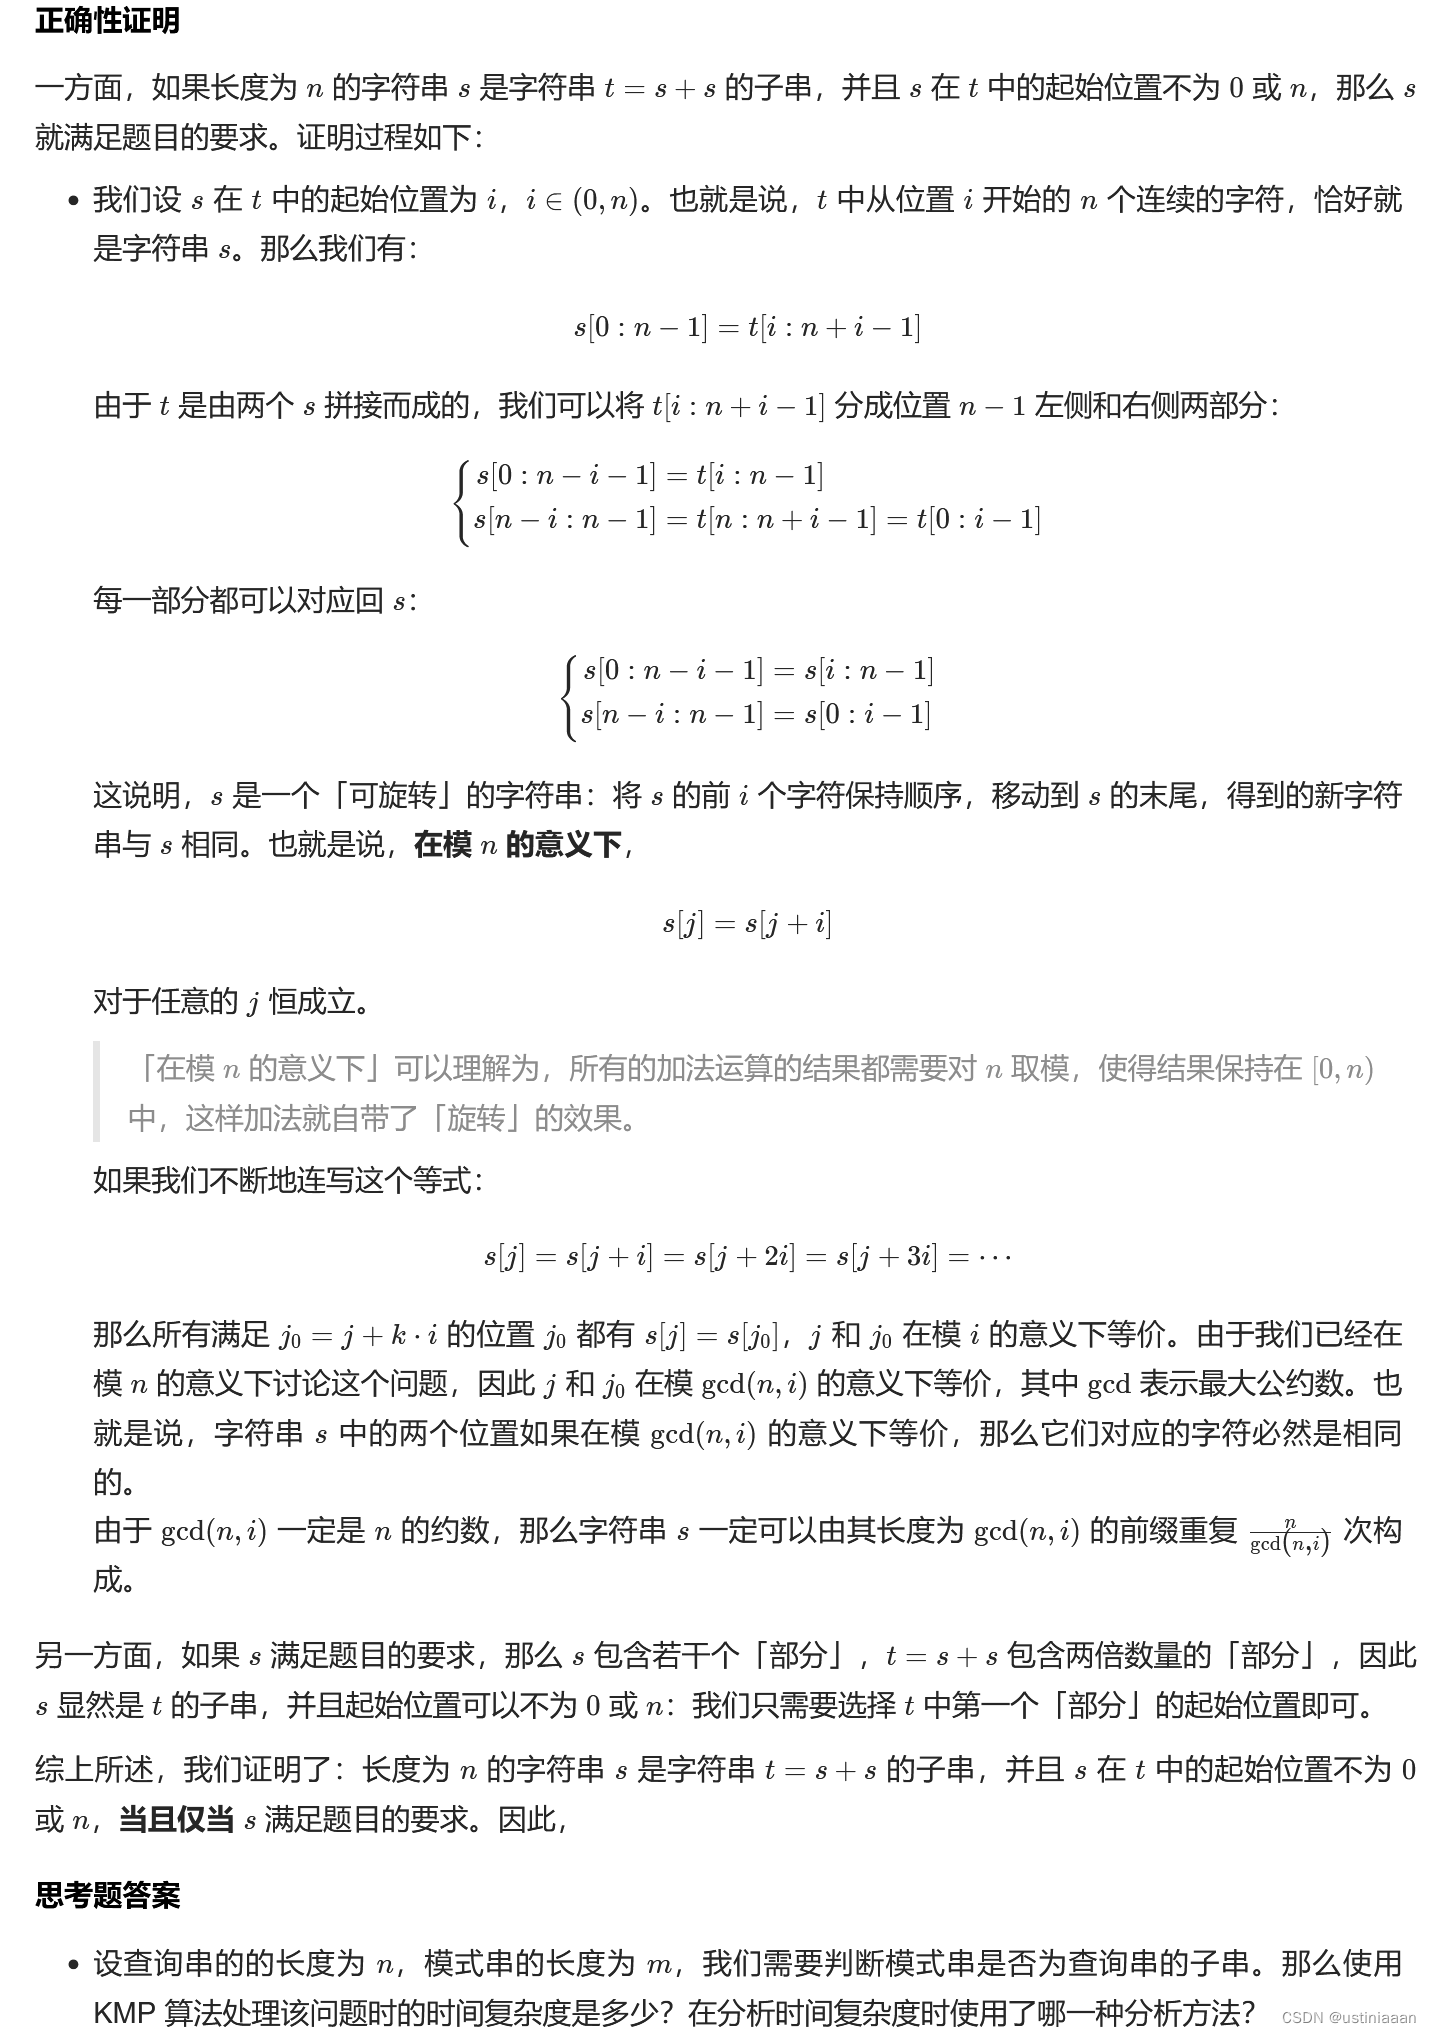 正确性证明
一方面，如果长度为 n 的字符串 s 是字符串 t = s + s 的子串，并且 s 在 t 中的起始位置不为 0 或 n，那么 s
就满足题目的要求。证明过程如下：
• 我们设 s 在 t 中的起始位置为 i，i ∈ (0, n)。也就是说，t 中从位置 i 开始的 n 个连续的字符，恰好就
是字符串 s。那么我们有：
s[0 : n − 1] = t[i : n + i − 1]
由于 t 是由两个 s 拼接而成的，我们可以将 t[i : n + i − 1] 分成位置 n − 1 左侧和右侧两部分：
s[0 : n − i − 1] = t[i : n − 1]
s[n − i : n − 1] = t[n : n + i − 1] = t[0 : i − 1]
每一部分都可以对应回 s：
s[0 : n − i − 1] = s[i : n − 1]
s[n − i : n − 1] = s[0 : i − 1]
这说明，s 是一个「可旋转」的字符串：将 s 的前 i 个字符保持顺序，移动到 s 的末尾，得到的新字符
串与 s 相同。也就是说，在模 n 的意义下，
s[j] = s[j + i]
对于任意的 j 恒成立。
「在模 n 的意义下」可以理解为，所有的加法运算的结果都需要对 n 取模，使得结果保持在 [0, n)
中，这样加法就自带了「旋转」的效果。
如果我们不断地连写这个等式：
s[j] = s[j + i] = s[j + 2i] = s[j + 3i] = ⋯
那么所有满足 j₀ = j + k · i 的位置 j₀ 都有 s[j] = s[j₀]，j 和 j₀ 在模 i 的意义下等价。由于我们已经在
模 n 的意义下讨论这个问题，因此 j 和 j₀ 在模 gcd(n, i) 的意义下等价，其中 gcd 表示最大公约数。也
就是说，字符串 s 中的两个位置如果在模 gcd(n, i) 的意义下等价，那么它们对应的字符必然是相同
的。
由于 gcd(n, i) 一定是 n 的约数，那么字符串 s 一定可以由其长度为 gcd(n, i) 的前缀重复 n/gcd(n,i) 次构
成。
另一方面，如果 s 满足题目的要求，那么 s 包含若干个「部分」，t = s + s 包含两倍数量的「部分」，因此
s 显然是 t 的子串，并且起始位置可以不为 0 或 n：我们只需要选择 t 中第一个「部分」的起始位置即可。
综上所述，我们证明了：长度为 n 的字符串 s 是字符串 t = s + s 的子串，并且 s 在 t 中的起始位置不为 0
或 n，当且仅当 s 满足题目的要求。因此，
思考题答案
• 设查询串的的长度为 n，模式串的长度为 m，我们需要判断模式串是否为查询串的子串。那么使用
KMP 算法处理该问题时的时间复杂度是多少？在分析时间复杂度时使用了哪一种分析方法？
CSDN @ustiniaaan